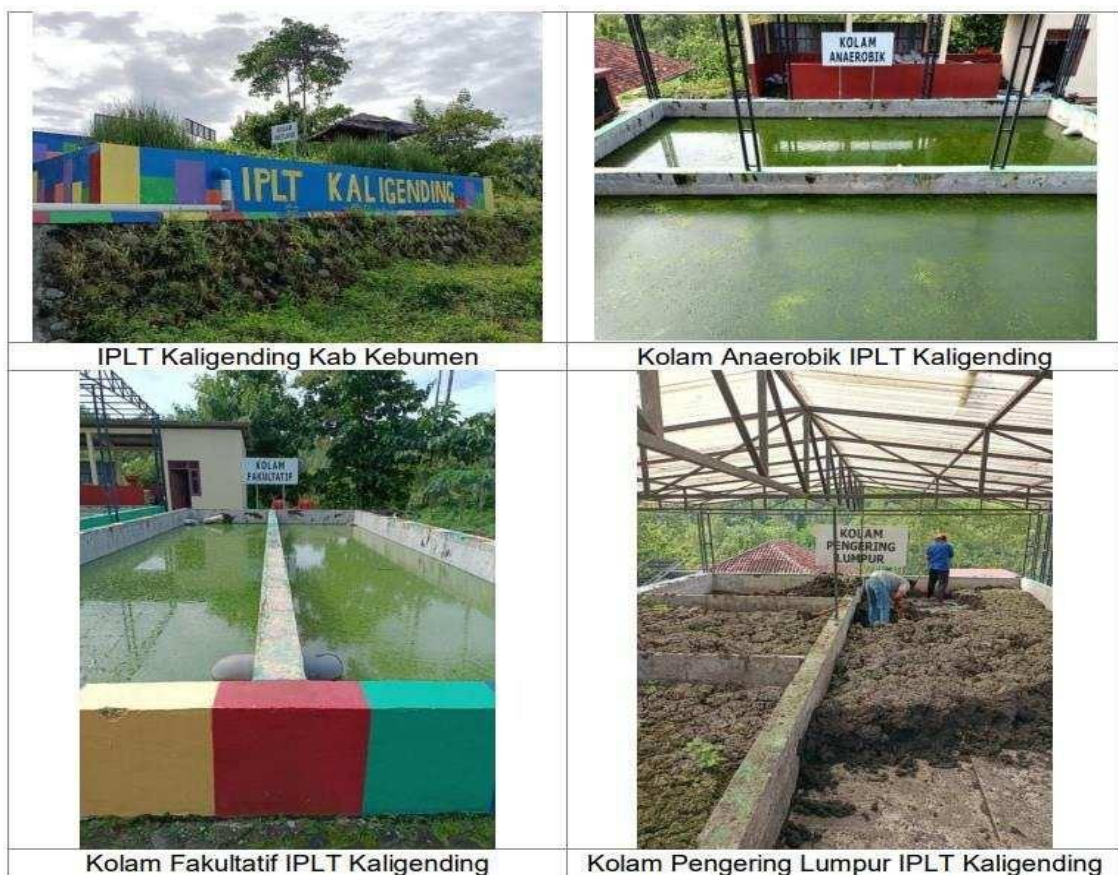 KOLAM
IPLT KALIGENDING
IPLT Kaligending Kab Kebumen
KOLAM
ANAEROBIK
Kolam Anaerobik IPLT Kaligending
KOLAM
FAKULTATIF
Kolam Fakultatif IPLT Kaligending
KOLAM
PENGERING
LUMPUR
Kolam Pengering Lumpur IPLT Kaligending